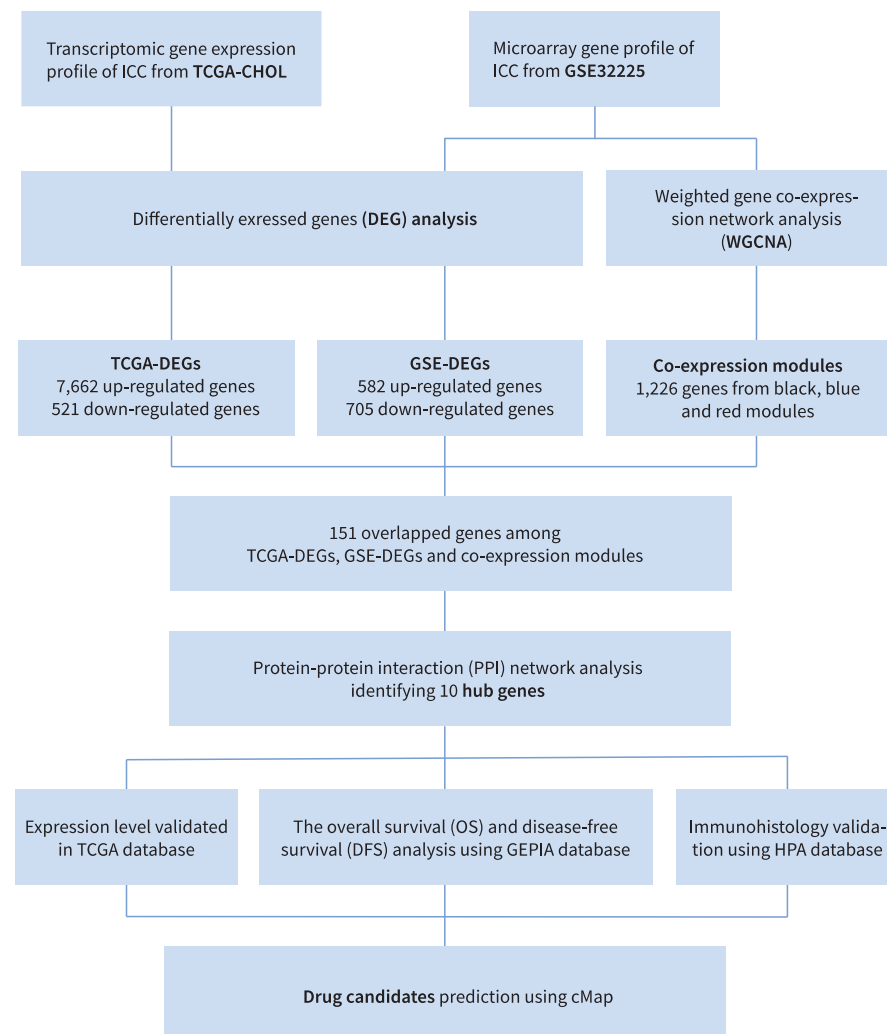 Transcriptomic gene expression
profile of ICC from TCGA-CHOL
Microarray gene profile of
ICC from GSE32225
Differentially exressed genes (DEG) analysis
Weighted gene co-expres-
sion network analysis
(WGCNA)
TCGA-DEGs
7,662 up-regulated genes
521 down-regulated genes
GSE-DEGs
582 up-regulated genes
705 down-regulated genes
Co-expression modules
1,226 genes from black, blue
and red modules
151 overlapped genes among
TCGA-DEGs, GSE-DEGs and co-expression modules
Protein-protein interaction (PPI) network analysis
identifying 10 hub genes
Expression level validated
in TCGA database
The overall survival (OS) and disease-free
survival (DFS) analysis using GEPIA database
Immunohistology valida-
tion using HPA database
Drug candidates prediction using cMap